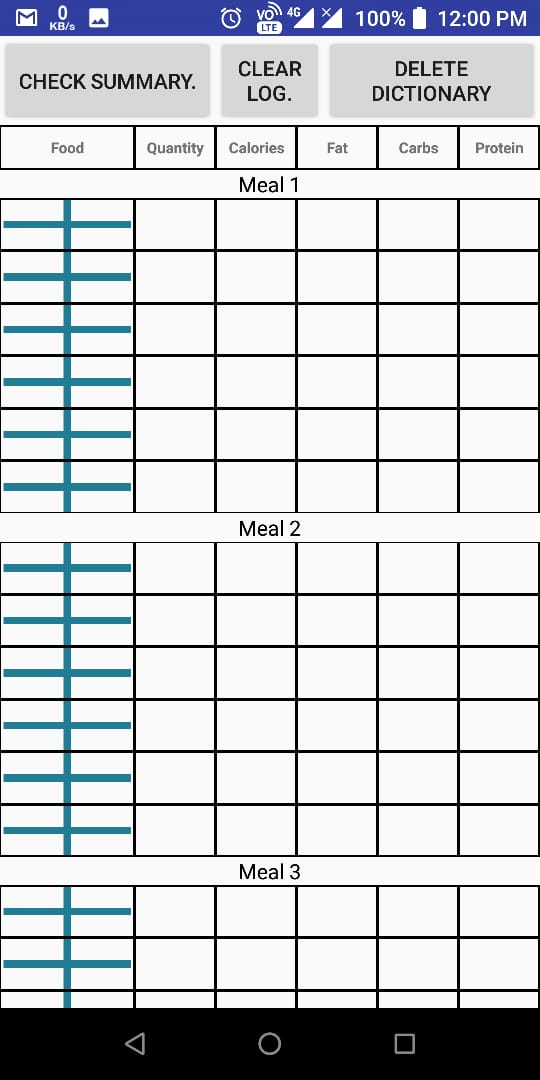 0
KB/s
VO
LTE
4G
100%
12:00 PM
CHECK SUMMARY.
CLEAR
LOG.
DELETE
DICTIONARY
Food Quantity Calories Fat Carbs Protein
Meal 1
Meal 2
Meal 3